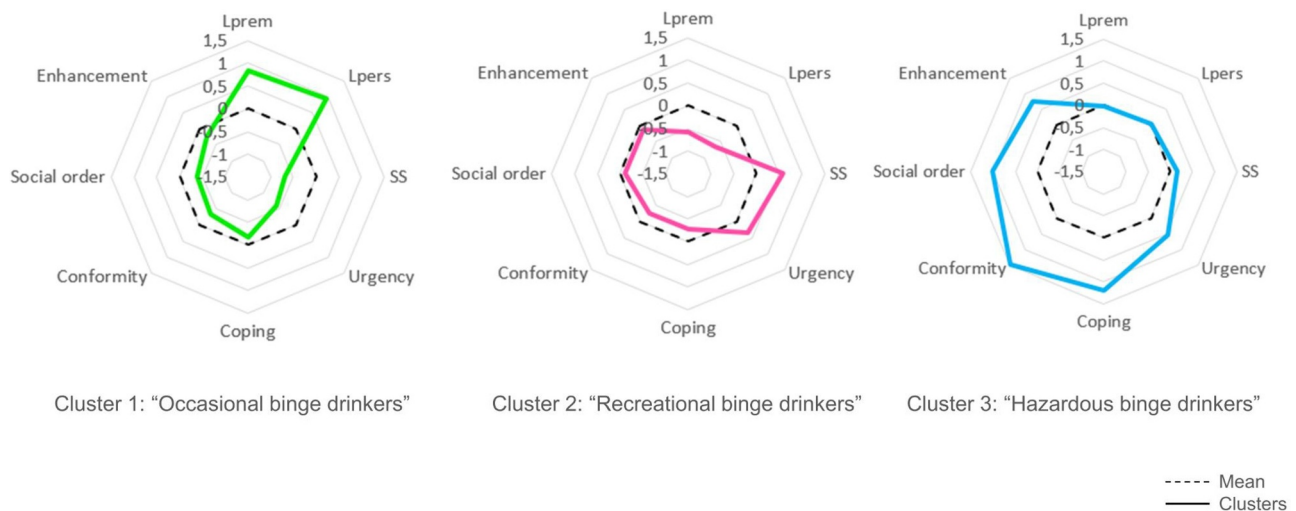 Lprem
1,5
1
0,5
0
-0,5
-1
-1,5
Enhancement
Lpers
Social order
SS
Conformity
Urgency
Coping
Lprem
1,5
1
0,5
0
-0,5
-1
-1,5
Enhancement
Lpers
Social order
SS
Conformity
Urgency
Coping
Lprem
1,5
1
0,5
0
-0,5
-1
-1,5
Enhancement
Lpers
Social order
SS
Conformity
Urgency
Coping
Cluster 1: “Occasional binge drinkers”
Cluster 2: “Recreational binge drinkers”
Cluster 3: “Hazardous binge drinkers”
Mean
Clusters